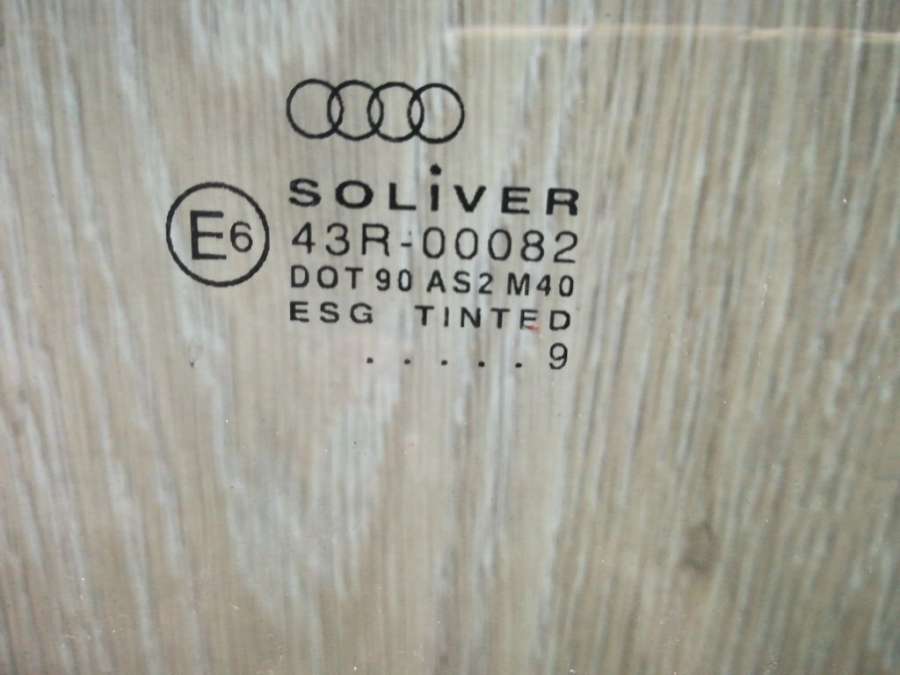 SOLiVER
E6
43R-00082
DOT 90 AS2 M40
ESG TINTED
. . . . . 9